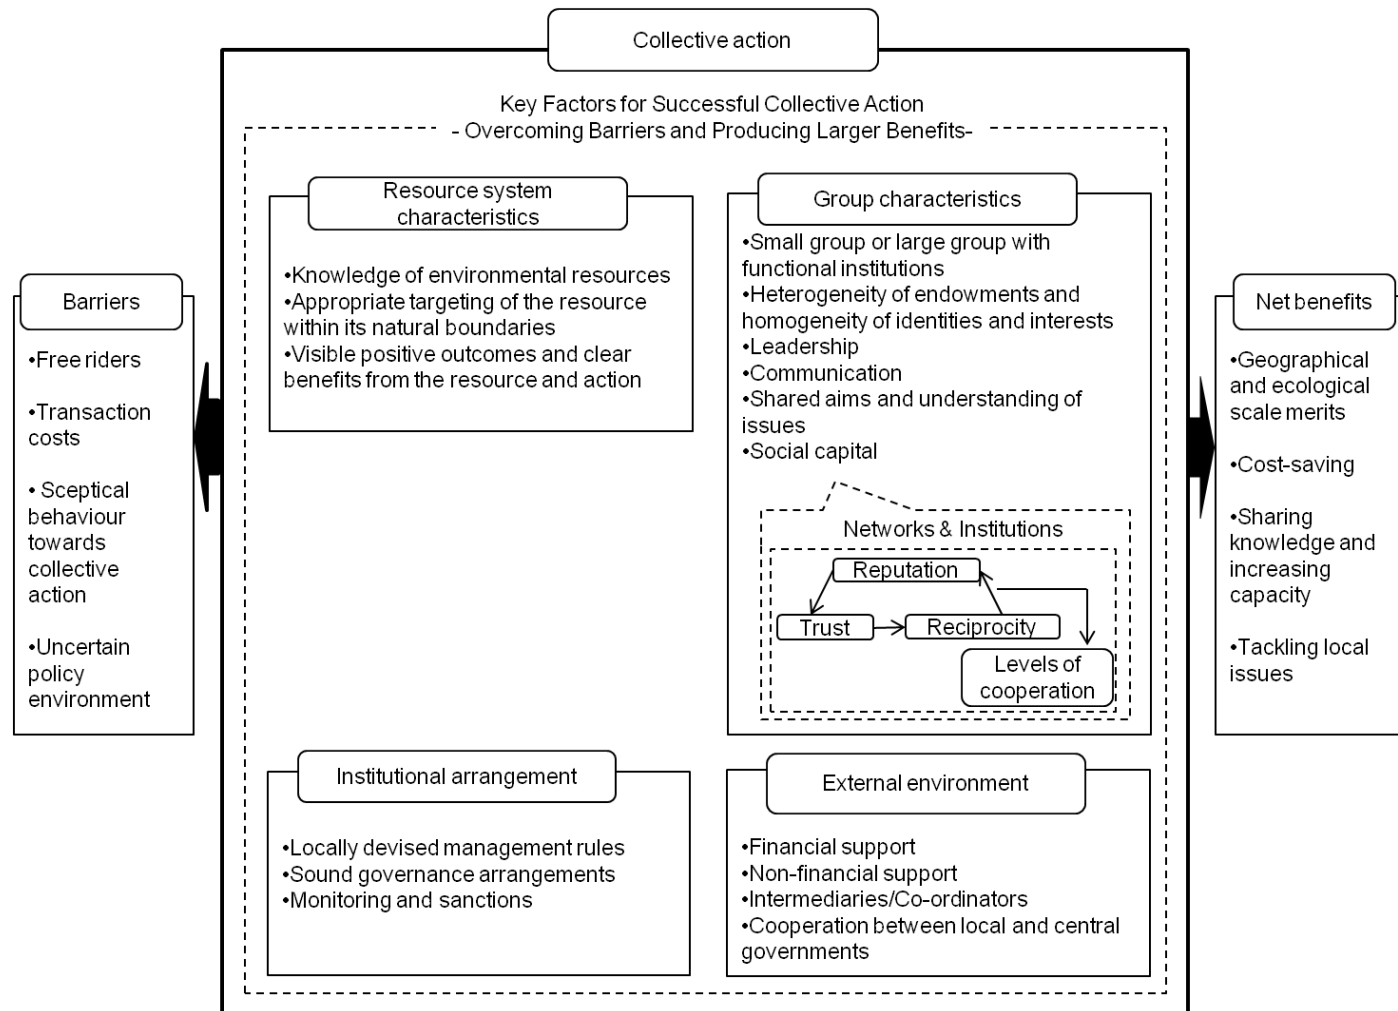 Collective action
Key Factors for Successful Collective Action
- Overcoming Barriers and Producing Larger Benefits-
Barriers
•Free riders
•Transaction
costs
• Sceptical
behaviour
towards
collective
action
•Uncertain
policy
environment
Resource system
characteristics
•Knowledge of environmental resources
•Appropriate targeting of the resource
within its natural boundaries
•Visible positive outcomes and clear
benefits from the resource and action
Group characteristics
•Small group or large group with
functional institutions
•Heterogeneity of endowments and
homogeneity of identities and interests
•Leadership
•Communication
•Shared aims and understanding of
issues
•Social capital
Networks & Institutions
Reputation
Trust
Reciprocity
Levels of
cooperation
Institutional arrangement
•Locally devised management rules
•Sound governance arrangements
•Monitoring and sanctions
External environment
•Financial support
•Non-financial support
•Intermediaries/Co-ordinators
•Cooperation between local and central
governments
Net benefits
•Geographical
and ecological
scale merits
•Cost-saving
•Sharing
knowledge and
increasing
capacity
•Tackling local
issues